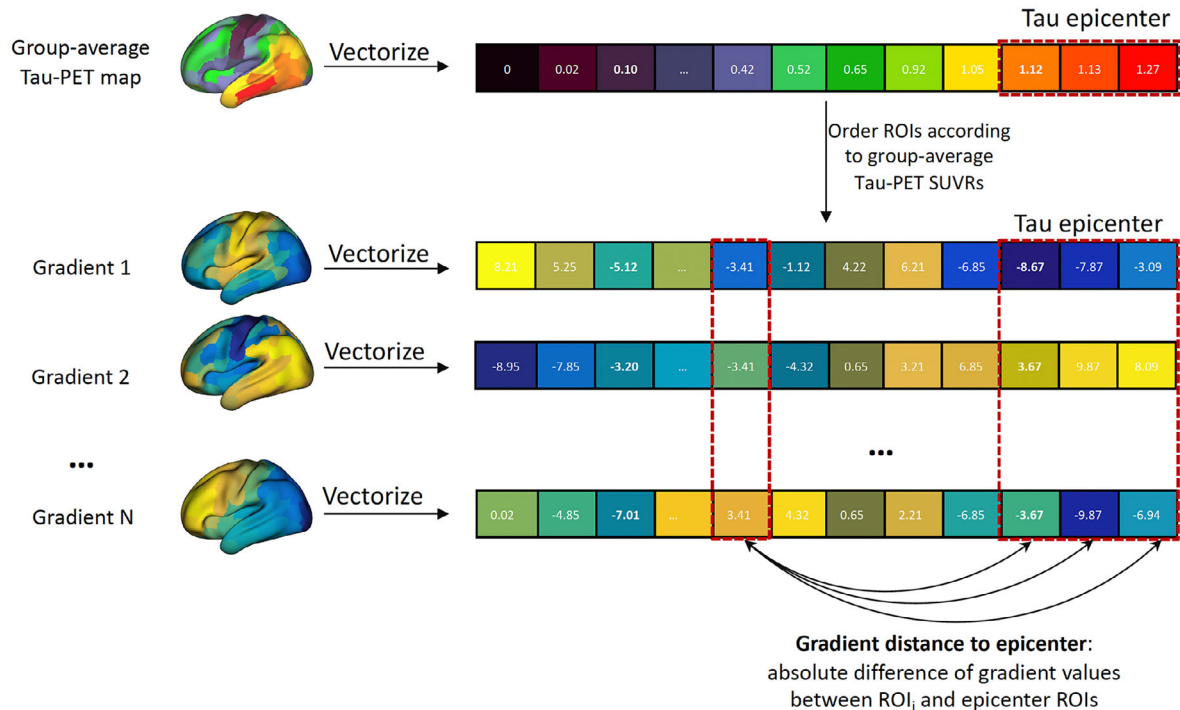 Tau epicenter
Group-average
Tau-PET map
Vectorize
0 0.02 0.10 ... 0.42 0.52 0.65 0.92 1.05 1.12 1.13 1.27
Order ROIs according
to group-average
Tau-PET SUVRs
Tau epicenter
Gradient 1
Vectorize
8.21 5.25 -5.12 ... -3.41 -1.12 4.22 6.21 -6.85 -8.67 -7.87 -3.09
Gradient 2
Vectorize
-8.95 -7.85 -3.20 ... -3.41 -4.32 0.65 3.21 6.85 3.67 9.87 8.09
... ...
Gradient N
Vectorize
0.02 -4.85 -7.01 ... 3.41 4.32 0.65 2.21 -6.85 -3.67 -9.87 -6.94
Gradient distance to epicenter:
absolute difference of gradient values
between ROIi and epicenter ROIs